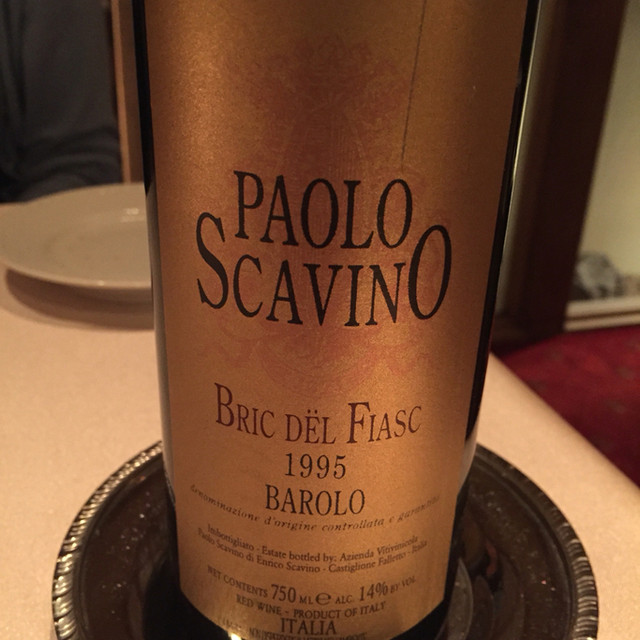 PAOLO
SCAVINO
BRIC DËL FIASC
1995
BAROLO
denominazione d'origine controllata e garantita
Imbottigliato - Estate bottled by: Azienda Vitivinicola
Paolo Scavino di Enrico Scavino - Castiglione Falletto - Italia
NET CONTENTS 750 ML e ALC. 14% BY VOL.
RED WINE - PRODUCT OF ITALY
ITALIA